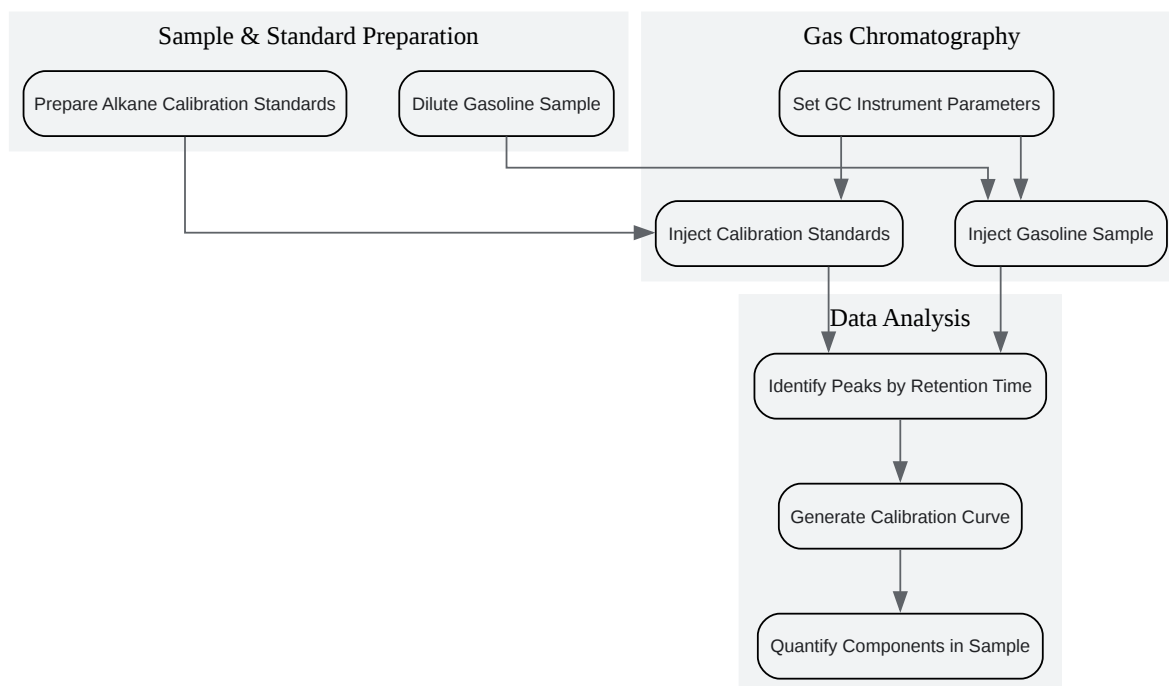 Sample & Standard Preparation
Prepare Alkane Calibration Standards
Dilute Gasoline Sample
Gas Chromatography
Set GC Instrument Parameters
Inject Calibration Standards
Inject Gasoline Sample
Data Analysis
Identify Peaks by Retention Time
Generate Calibration Curve
Quantify Components in Sample